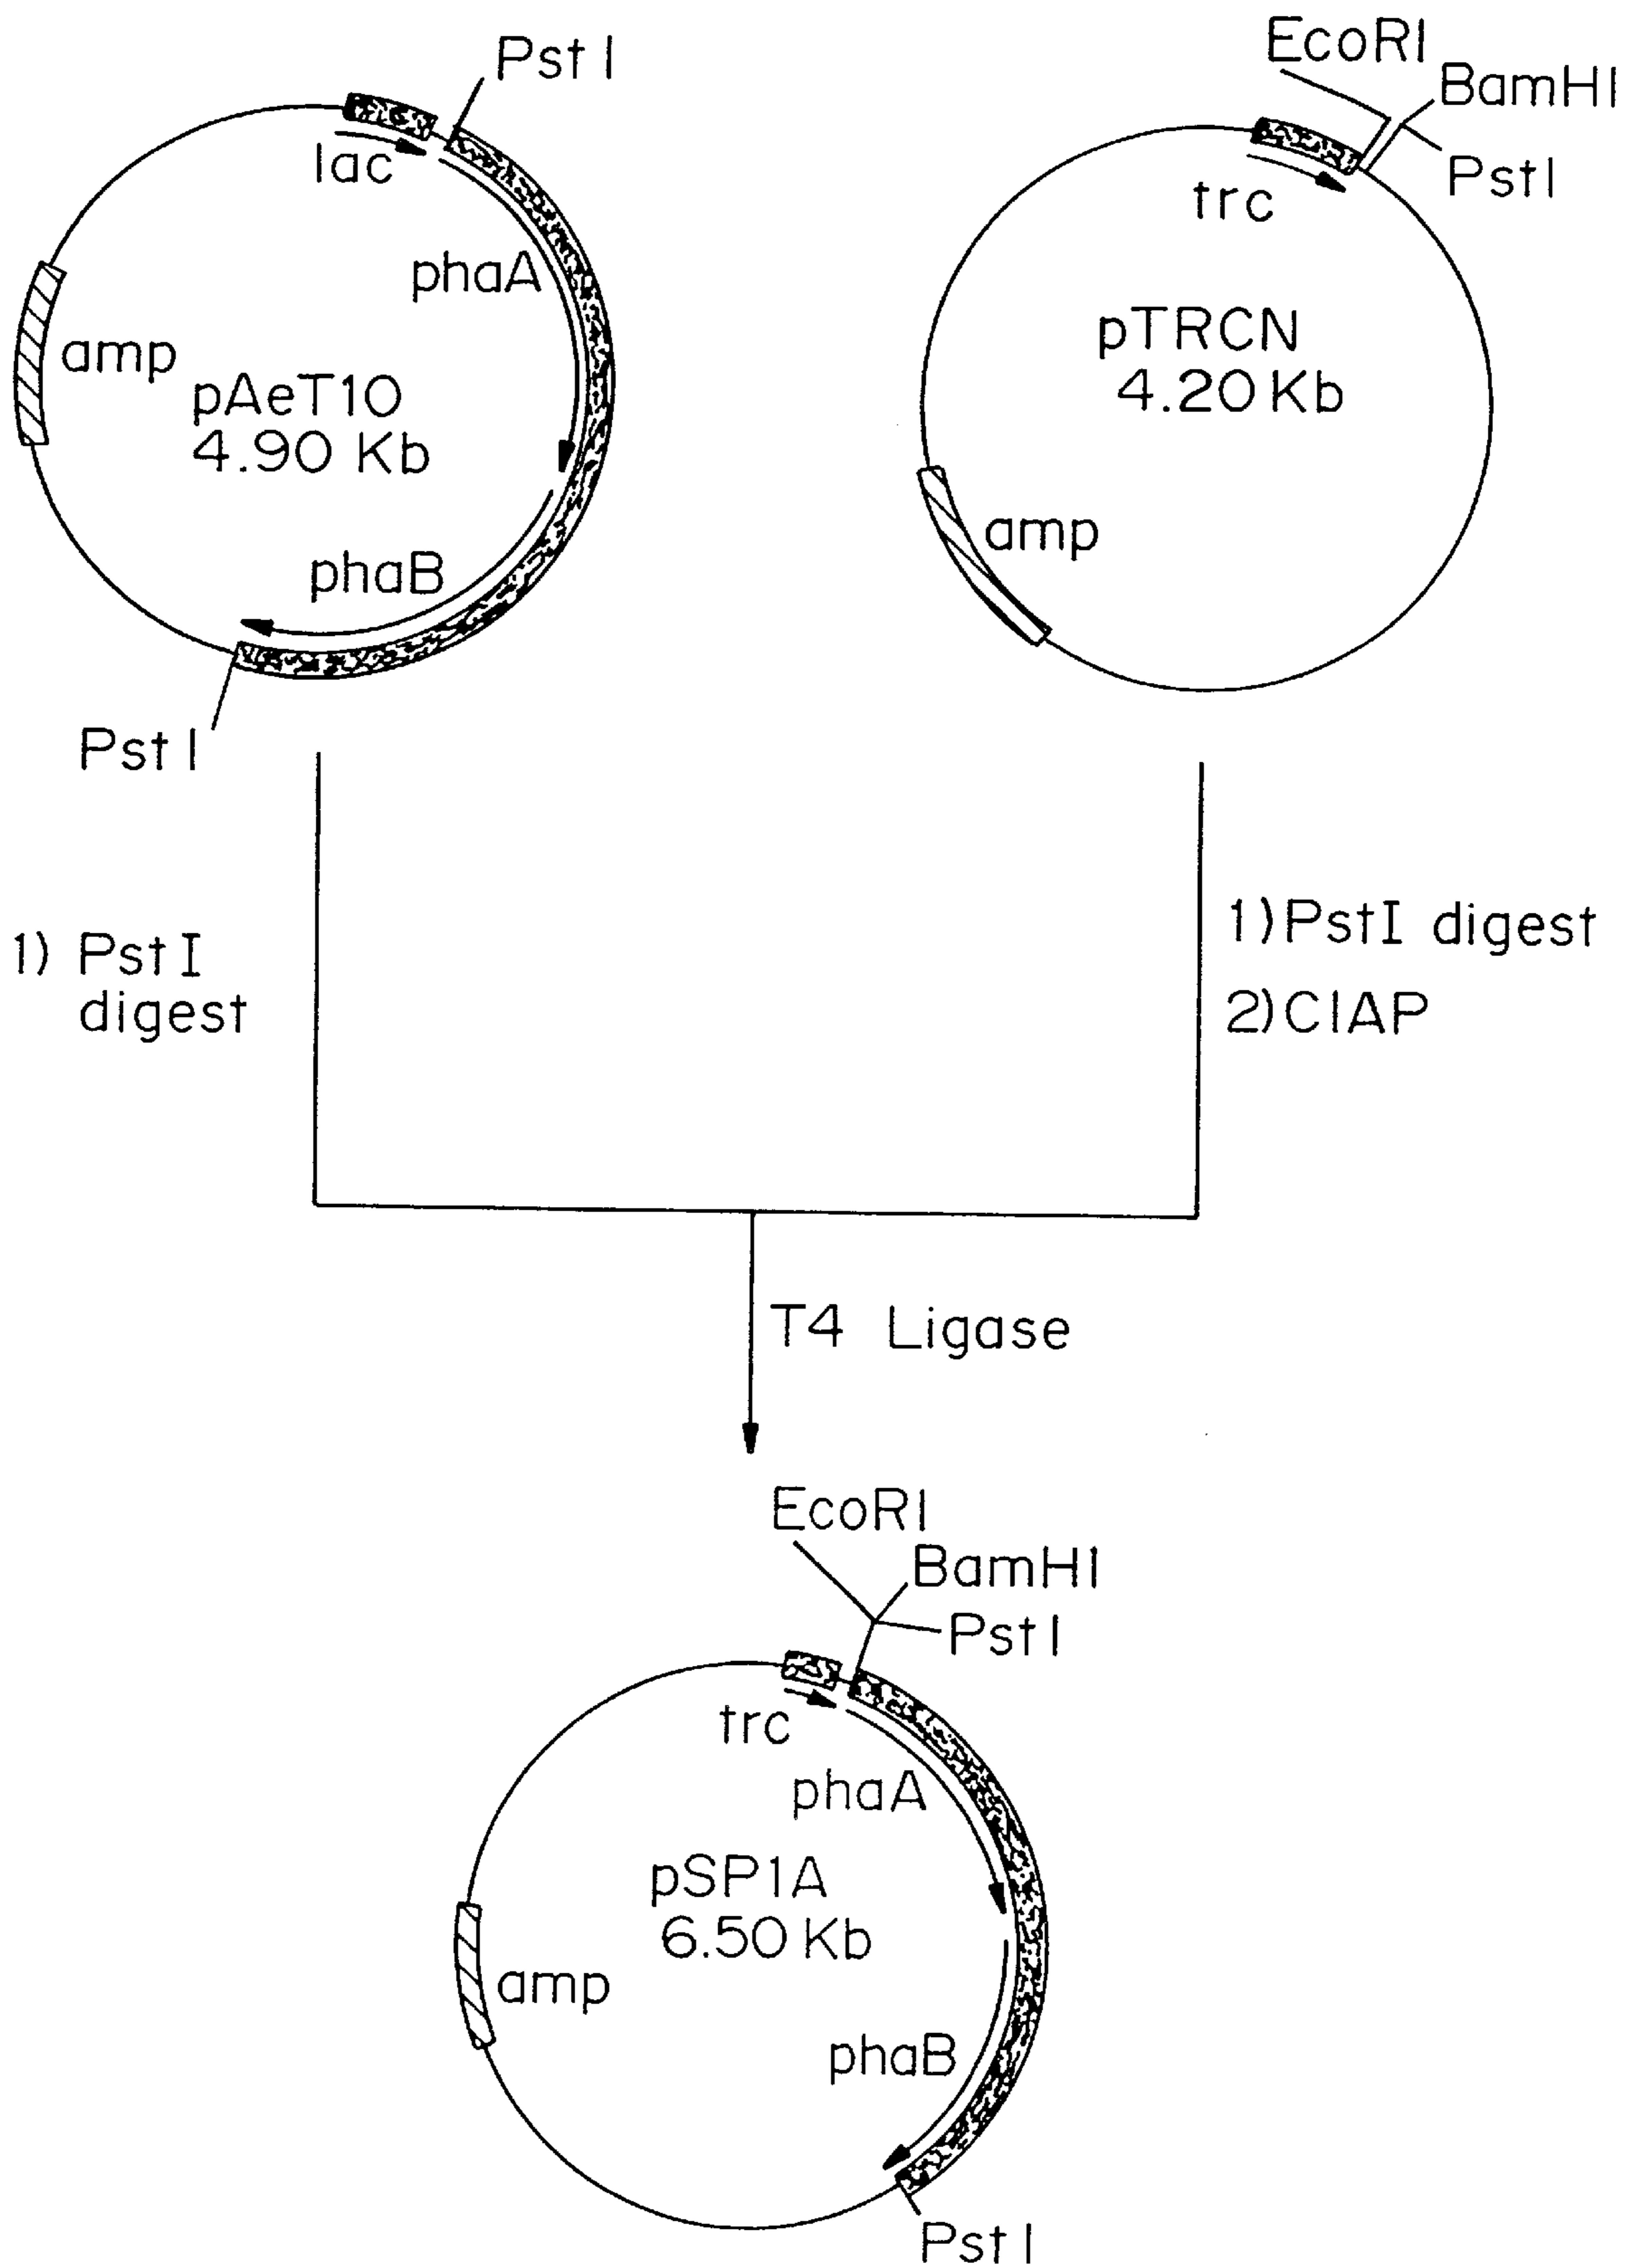 Pst I
lac
phaA
amp
pAeT10
4.90 Kb
phaB
Pst I
EcoRI
BamHI
PstI
trc
pTRCN
4.20 Kb
amp
1) PstI
digest
1) PstI digest
2) CIAP
T4 Ligase
EcoRI
BamHI
Pst I
trc
phaA
pSP1A
6.50 Kb
amp
phaB
Pst I